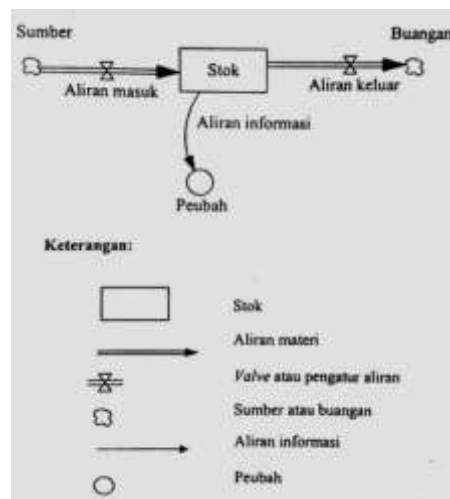 Sumber
Buangan
Stok
Aliran masuk
Aliran keluar
Aliran informasi
Peubah
Keterangan:
Stok
Aliran materi
Valve atau pengatur aliran
Sumber atau buangan
Aliran informasi
Peubah